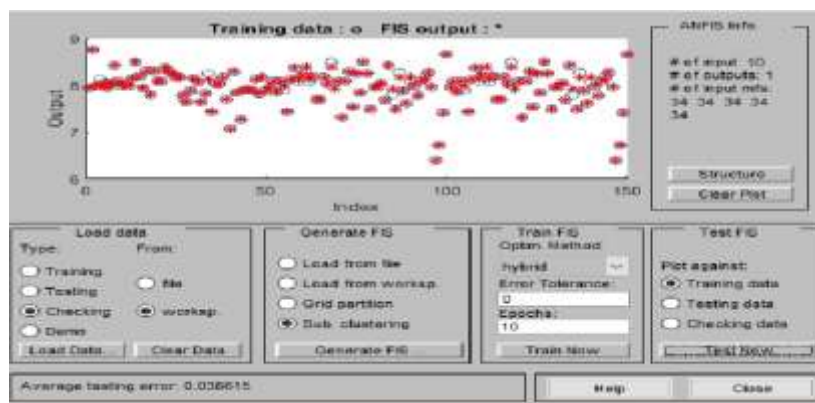 Training data : o FIS output : *
ANFIS Info
9
8
7
6
Output
0
50
100
150
Index
# of input: 10
# of outputs: 1
# of input mfs:
34 34 34 34
34
Structure
Clear Plot
Load data
Type:
From:
Training
Testing
Checking
Demo
file
worksp.
Load Data...
Clear Data
Generate FIS
Load from file
Load from worksp.
Grid partition
Sub. clustering
Generate FIS ...
Train FIS
Optim. Method:
hybrid
Error Tolerance:
0
Epochs:
10
Train Now
Test FIS
Plot against:
Training data
Testing data
Checking data
Test Now
Average testing error: 0.036615
Help
Close